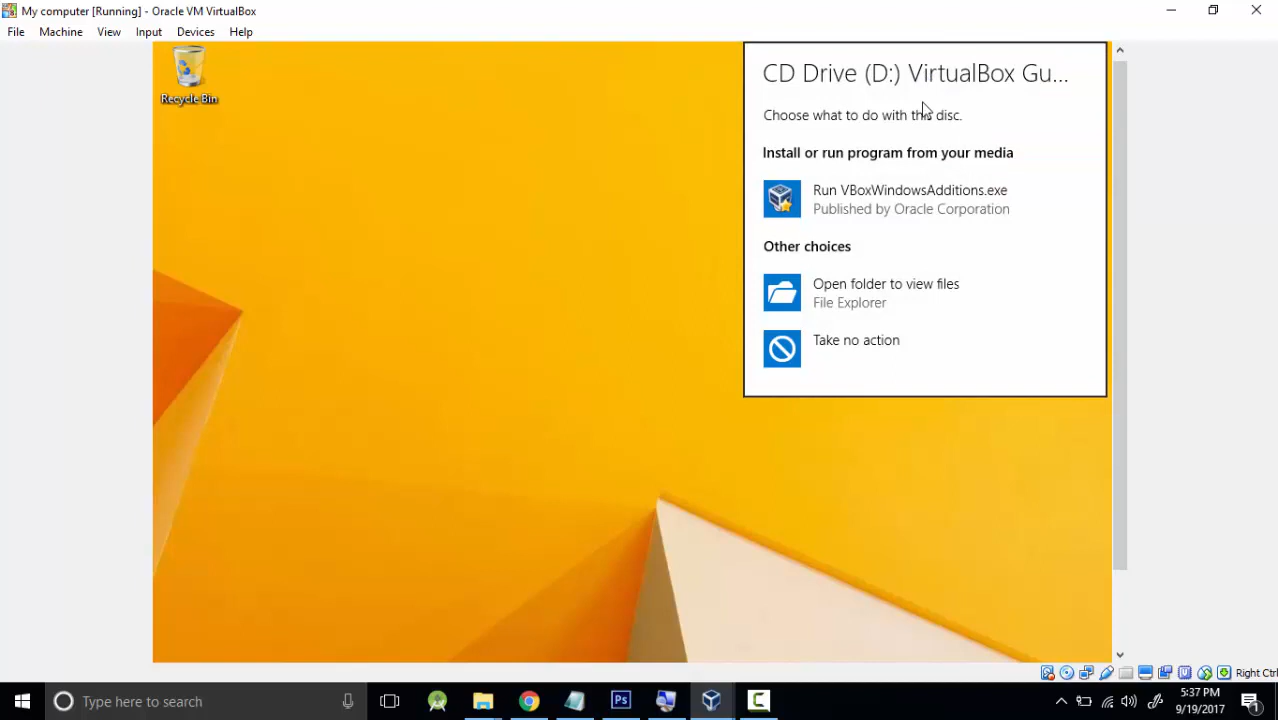 My computer [Running] - Oracle VM VirtualBox
File Machine View Input Devices Help
Recycle Bin
CD Drive (D:) VirtualBox Gu...
Choose what to do with this disc.
Install or run program from your media
Run VBoxWindowsAdditions.exe
Published by Oracle Corporation
Other choices
Open folder to view files
File Explorer
Take no action
Right Ctrl
Type here to search
Ps
5:37 PM
9/19/2017
1